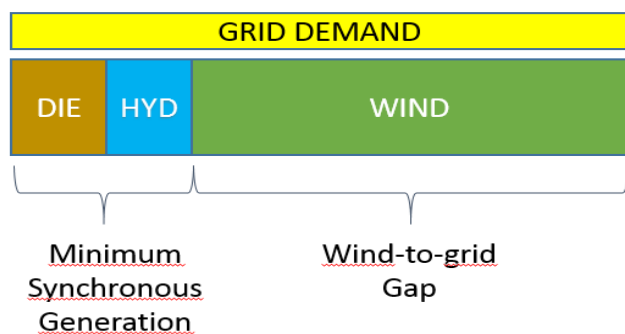 GRID DEMAND
DIE HYD WIND
Minimum Wind-to-grid
Synchronous Gap
Generation